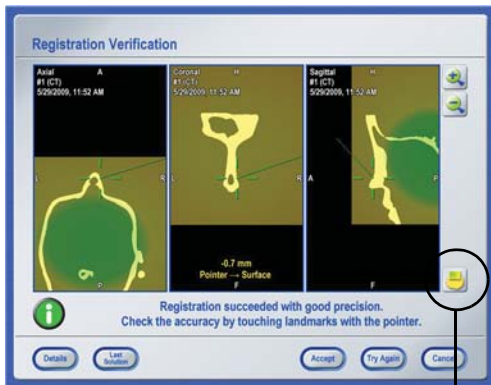 Registration Verification
Axial A
#1 (CT)
5/29/2009, 11:52 AM
L R
P
Coronal H
#1 (CT)
5/29/2009, 11:52 AM
L R
-0.7 mm
Pointer → Surface
F
Sagittal H
#1 (CT)
5/29/2009, 11:52 AM
A P
F
Registration succeeded with good precision.
Check the accuracy by touching landmarks with the pointer.
Details
Last Solution
Accept
Try Again
Cancel